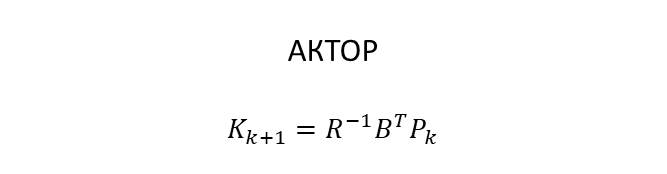 АКТОР
$K_{k+1} = R^{-1}B^{T}P_{k}$